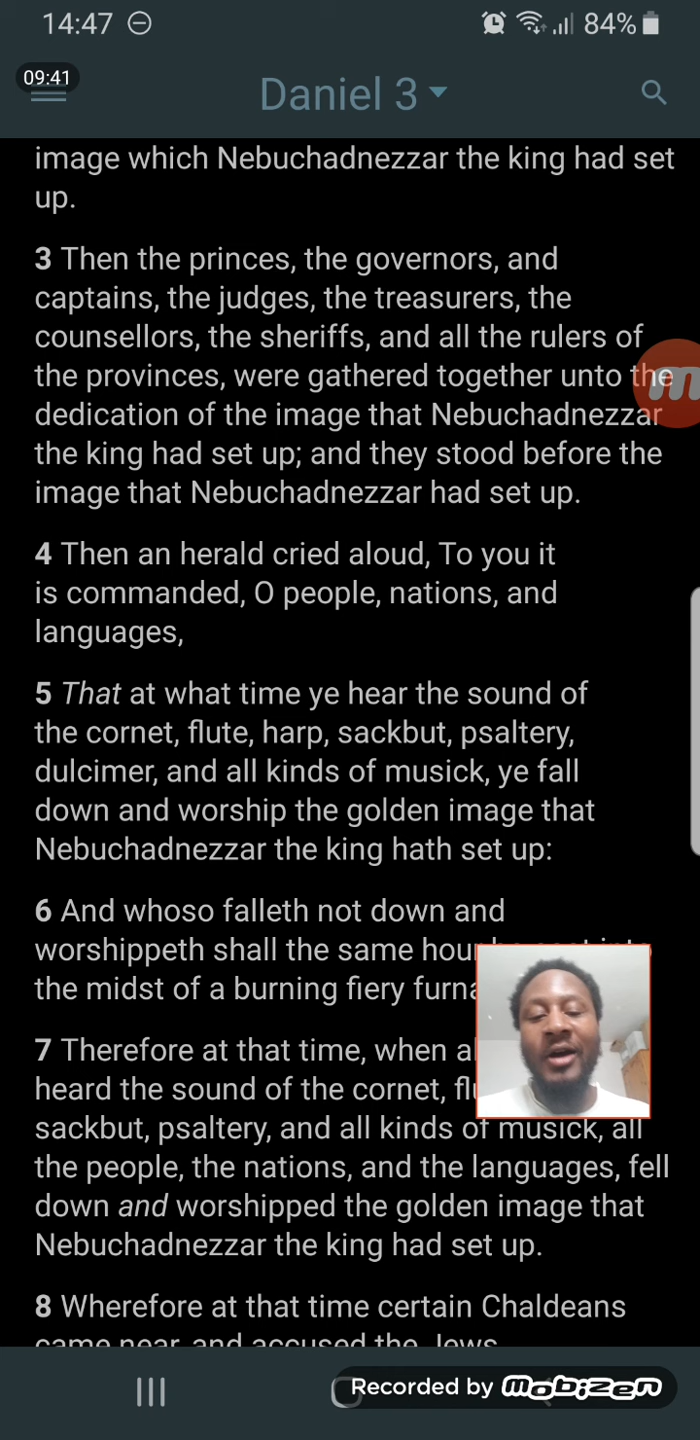 14:47
84%
09:41
Daniel 3
image which Nebuchadnezzar the king had set
up.
3 Then the princes, the governors, and
captains, the judges, the treasurers, the
counsellors, the sheriffs, and all the rulers of
the provinces, were gathered together unto the
dedication of the image that Nebuchadnezzar
the king had set up; and they stood before the
image that Nebuchadnezzar had set up.
4 Then an herald cried aloud, To you it
is commanded, O people, nations, and
languages,
5 That at what time ye hear the sound of
the cornet, flute, harp, sackbut, psaltery,
dulcimer, and all kinds of musick, ye fall
down and worship the golden image that
Nebuchadnezzar the king hath set up:
6 And whoso falleth not down and
worshippeth shall the same
the midst of a burning fiery
7 Therefore at that time, when
heard the sound of the cornet,
sackbut, psaltery, and all kinds of musick, all
the people, the nations, and the languages, fell
down and worshipped the golden image that
Nebuchadnezzar the king had set up.
8 Wherefore at that time certain Chaldeans
came near, and accused the Jews.
Recorded by mobizen